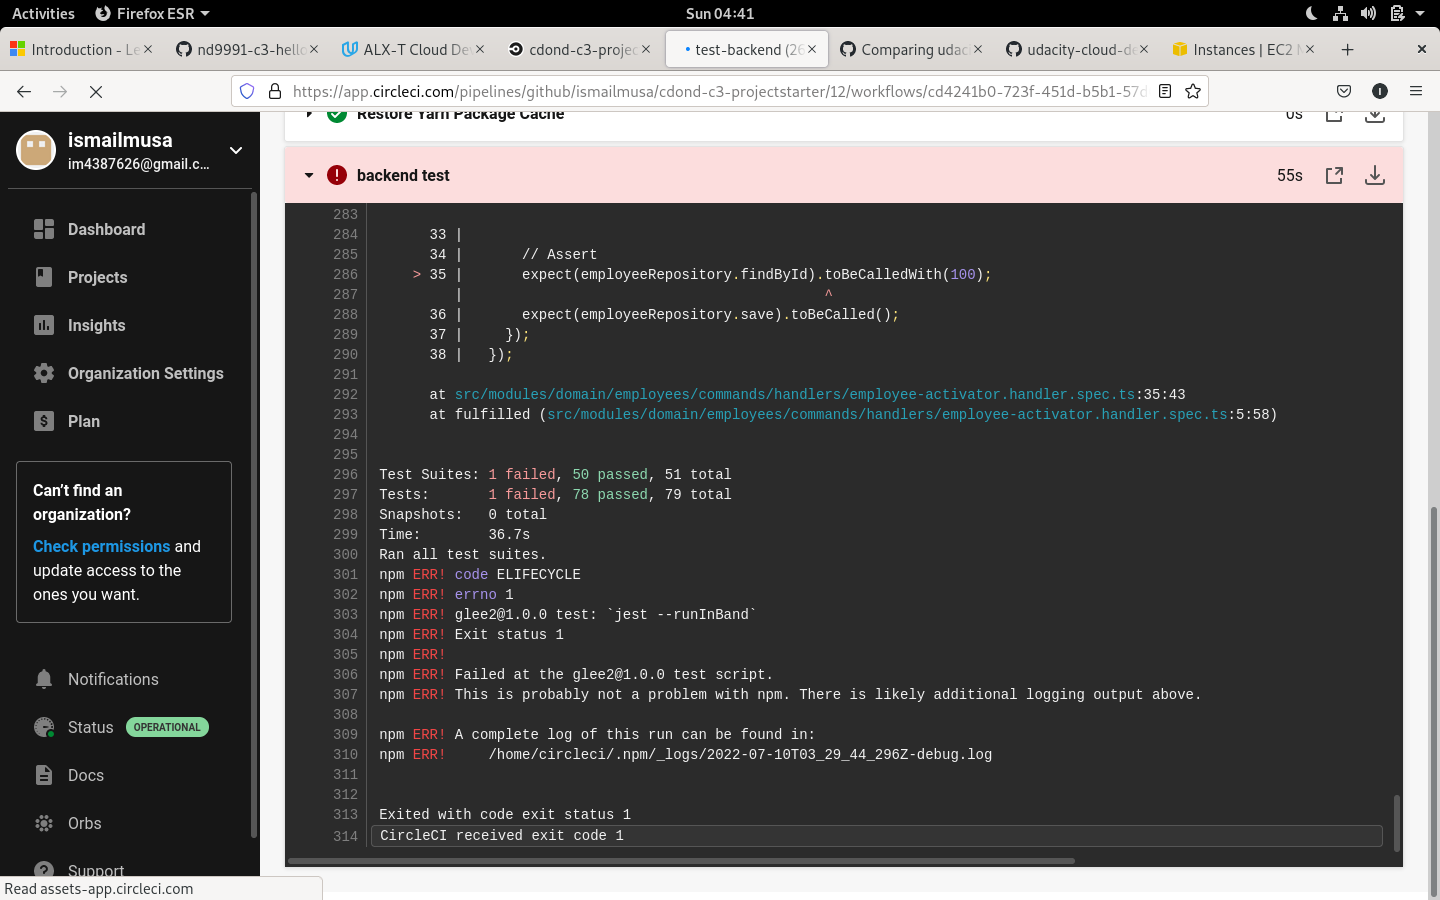 Activities
Firefox ESR
Sun 04:41
Introduction - Le
nd9991-c3-hello
ALX-T Cloud Dev
cdond-c3-projec
test-backend (26
Comparing udac
udacity-cloud-de
Instances | EC2 M
https://app.circleci.com/pipelines/github/ismailmusa/cdond-c3-projectstarter/12/workflows/cd4241b0-723f-451d-b5b1-57d
ismailmusa
im4387626@gmail.c...
Dashboard
Projects
Insights
Organization Settings
Plan
Can't find an
organization?
Check permissions and
update access to the
ones you want.
Notifications
Status OPERATIONAL
Docs
Orbs
Support
Read assets-app.circleci.com
Restore Yarn Package Cache 0s
backend test 55s
283
284 33 |
285 34 | // Assert
286 > 35 | expect(employeeRepository.findById).toBeCalledWith(100);
287 | ^
288 36 | expect(employeeRepository.save).toBeCalled();
289 37 | });
290 38 | });
291
292 at src/modules/domain/employees/commands/handlers/employee-activator.handler.spec.ts:35:43
293 at fulfilled (src/modules/domain/employees/commands/handlers/employee-activator.handler.spec.ts:5:58)
294
295
296 Test Suites: 1 failed, 50 passed, 51 total
297 Tests: 1 failed, 78 passed, 79 total
298 Snapshots: 0 total
299 Time: 36.7s
300 Ran all test suites.
301 npm ERR! code ELIFECYCLE
302 npm ERR! errno 1
303 npm ERR! glee2@1.0.0 test: `jest --runInBand`
304 npm ERR! Exit status 1
305 npm ERR!
306 npm ERR! Failed at the glee2@1.0.0 test script.
307 npm ERR! This is probably not a problem with npm. There is likely additional logging output above.
308
309 npm ERR! A complete log of this run can be found in:
310 npm ERR! /home/circleci/.npm/_logs/2022-07-10T03_29_44_296Z-debug.log
311
312
313 Exited with code exit status 1
314 CircleCI received exit code 1